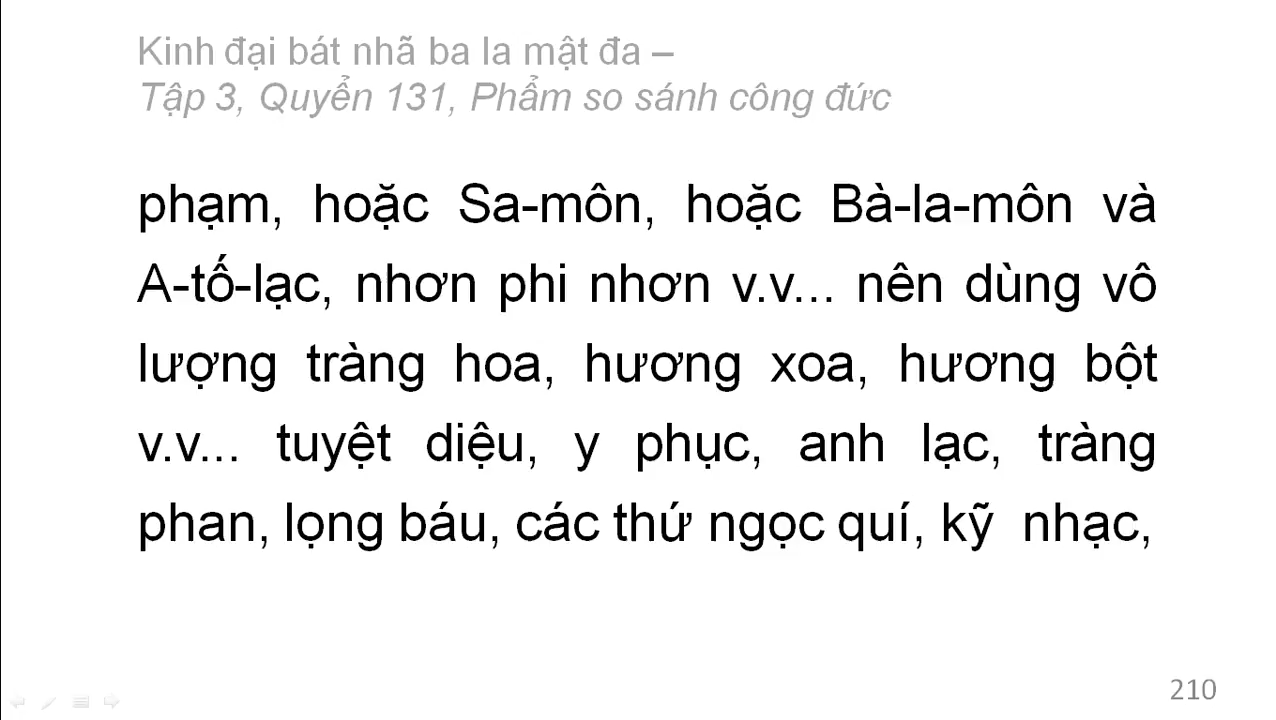 Kinh đại bát nhã ba la mật đa –
Tập 3, Quyển 131, Phẩm so sánh công đức
phạm, hoặc Sa-môn, hoặc Bà-la-môn và
A-tố-lạc, nhơn phi nhơn v.v... nên dùng vô
lượng tràng hoa, hương xoa, hương bột
v.v... tuyệt diệu, y phục, anh lạc, tràng
phan, lọng báu, các thứ ngọc quí, kỹ nhạc,
210